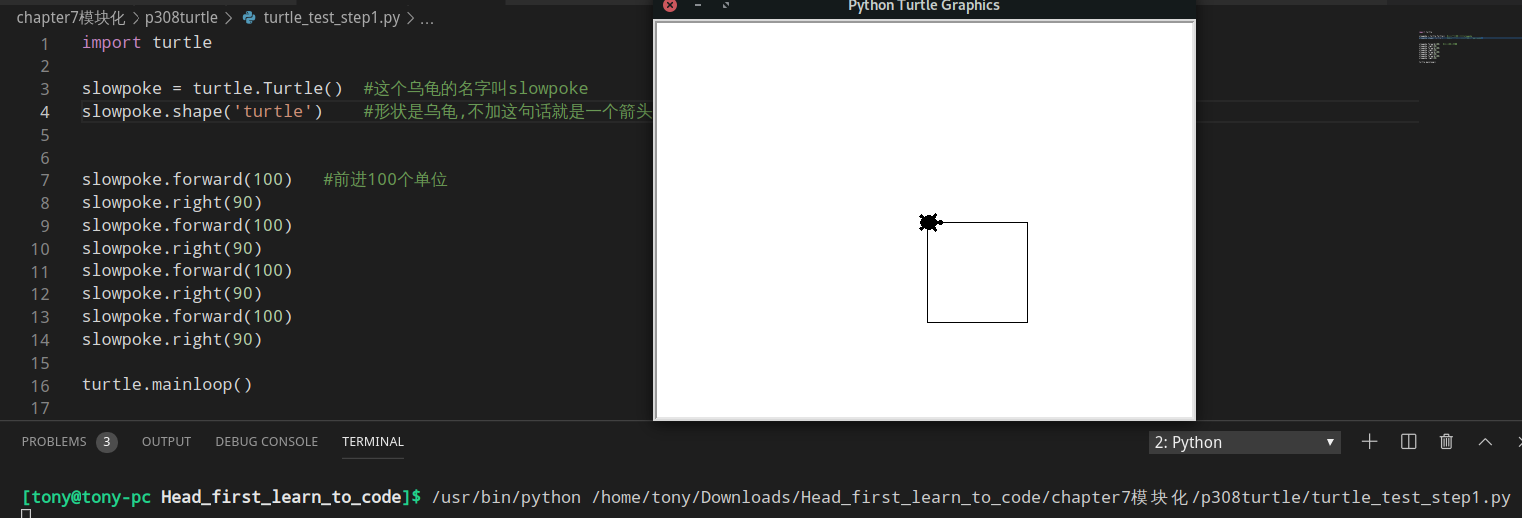 chapter7模块化 > p308turtle > turtle_test_step1.py > ...
Python Turtle Graphics
1 import turtle
2
3 slowpoke = turtle.Turtle()  #这个乌龟的名字叫slowpoke
4 slowpoke.shape('turtle')    #形状是乌龟,不加这句话就是一个箭头
5
6
7 slowpoke.forward(100)   #前进100个单位
8 slowpoke.right(90)
9 slowpoke.forward(100)
10 slowpoke.right(90)
11 slowpoke.forward(100)
12 slowpoke.right(90)
13 slowpoke.forward(100)
14 slowpoke.right(90)
15
16 turtle.mainloop()
17
PROBLEMS 3 OUTPUT DEBUG CONSOLE TERMINAL 2: Python
[tony@tony-pc Head_first_learn_to_code]$ /usr/bin/python /home/tony/Downloads/Head_first_learn_to_code/chapter7模块化/p308turtle/turtle_test_step1.py